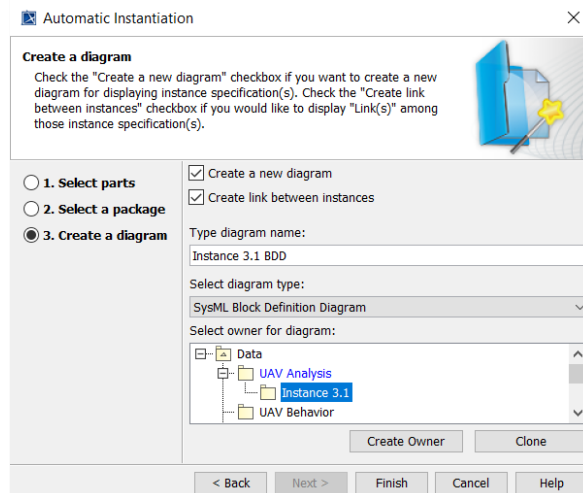 Automatic Instantiation
Create a diagram
Check the "Create a new diagram" checkbox if you want to create a new
diagram for displaying instance specification(s). Check the "Create link
between instances" checkbox if you would like to display "Link(s)" among
those instance specification(s).
1. Select parts
2. Select a package
3. Create a diagram
Create a new diagram
Create link between instances
Type diagram name:
Instance 3.1 BDD
Select diagram type:
SysML Block Definition Diagram
Select owner for diagram:
Data
UAV Analysis
Instance 3.1
UAV Behavior
Create Owner
Clone
< Back
Next >
Finish
Cancel
Help